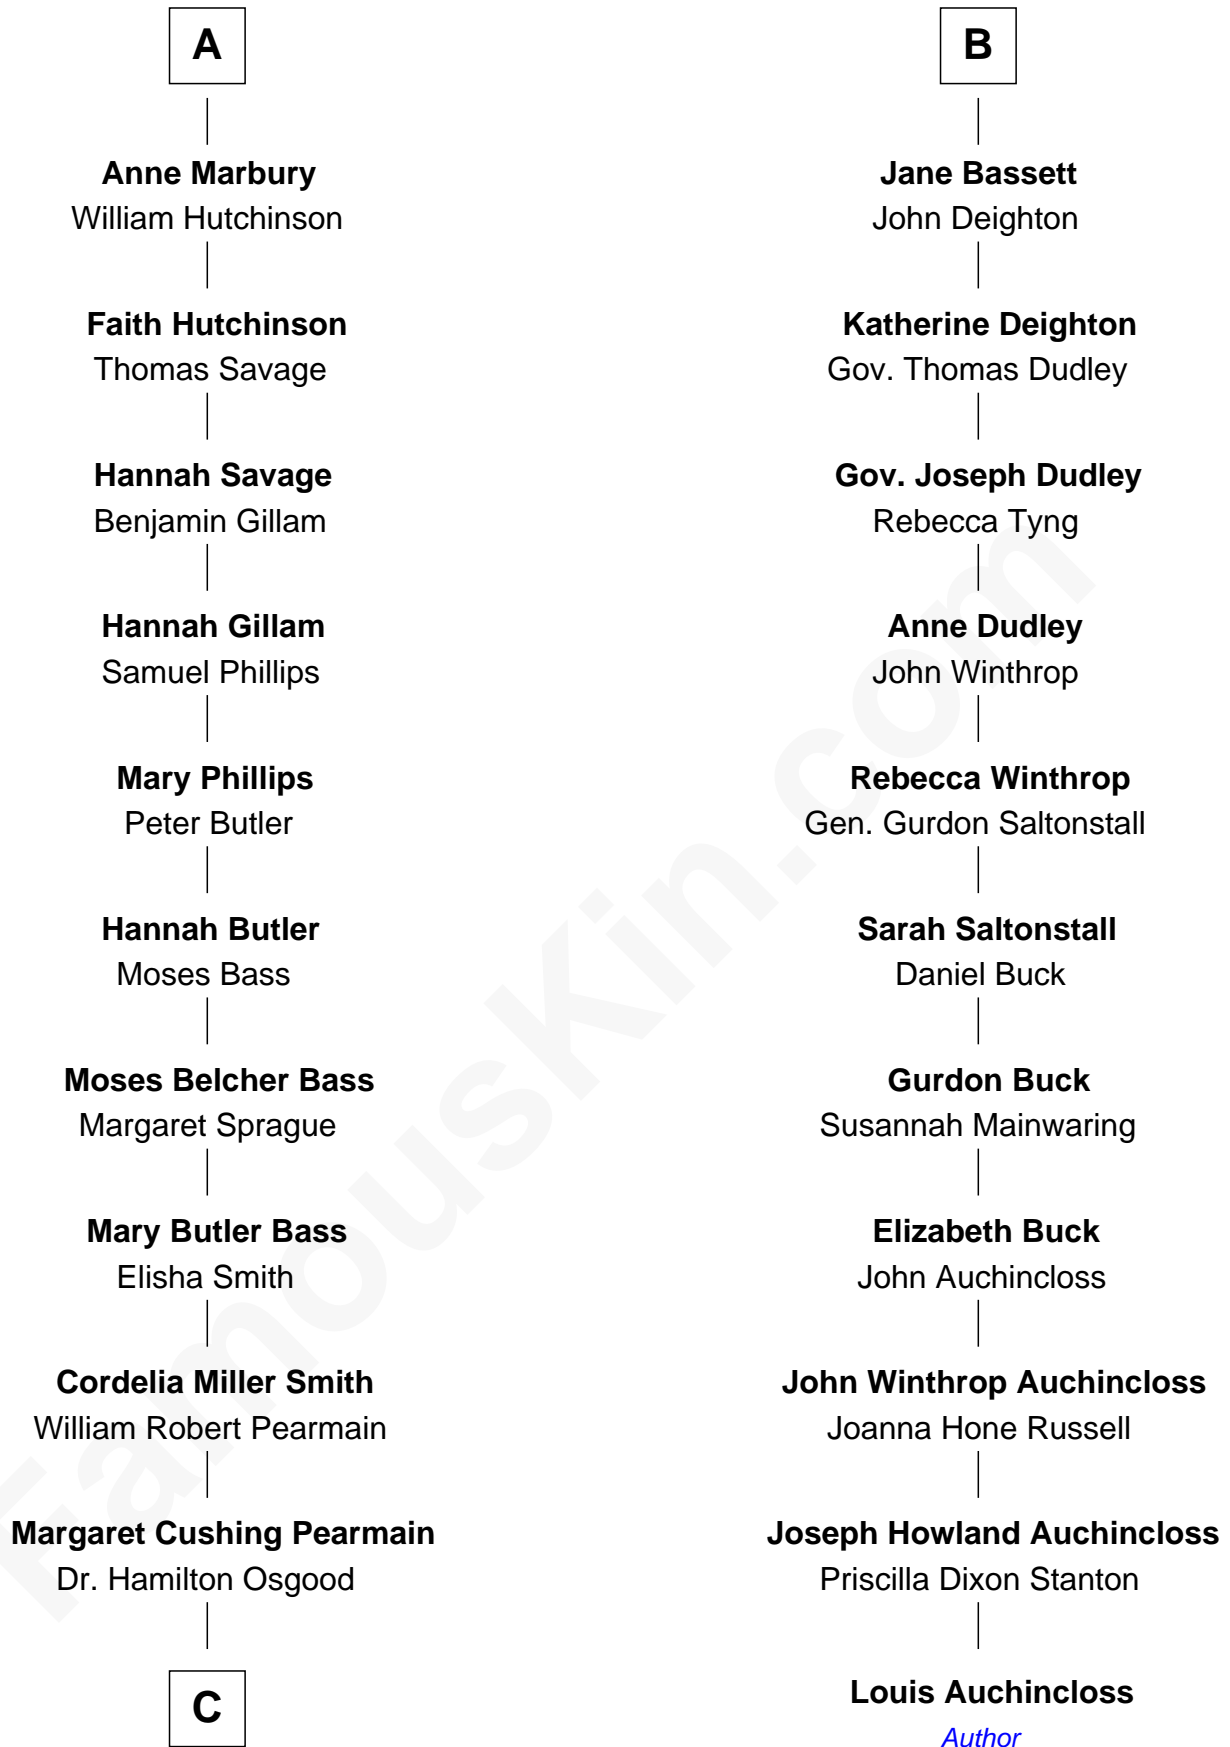 A
Anne Marbury
William Hutchinson
Faith Hutchinson
Thomas Savage
Hannah Savage
Benjamin Gillam
Hannah Gillam
Samuel Phillips
Mary Phillips
Peter Butler
Hannah Butler
Moses Bass
Moses Belcher Bass
Margaret Sprague
Mary Butler Bass
Elisha Smith
Cordelia Miller Smith
William Robert Pearmain
Margaret Cushing Pearmain
Dr. Hamilton Osgood
C
B
Jane Bassett
John Deighton
Katherine Deighton
Gov. Thomas Dudley
Gov. Joseph Dudley
Rebecca Tyng
Anne Dudley
John Winthrop
Rebecca Winthrop
Gen. Gurdon Saltonstall
Sarah Saltonstall
Daniel Buck
Gurdon Buck
Susannah Mainwaring
Elizabeth Buck
John Auchincloss
John Winthrop Auchincloss
Joanna Hone Russell
Joseph Howland Auchincloss
Priscilla Dixon Stanton
Louis Auchincloss
Author
FamousKin.com